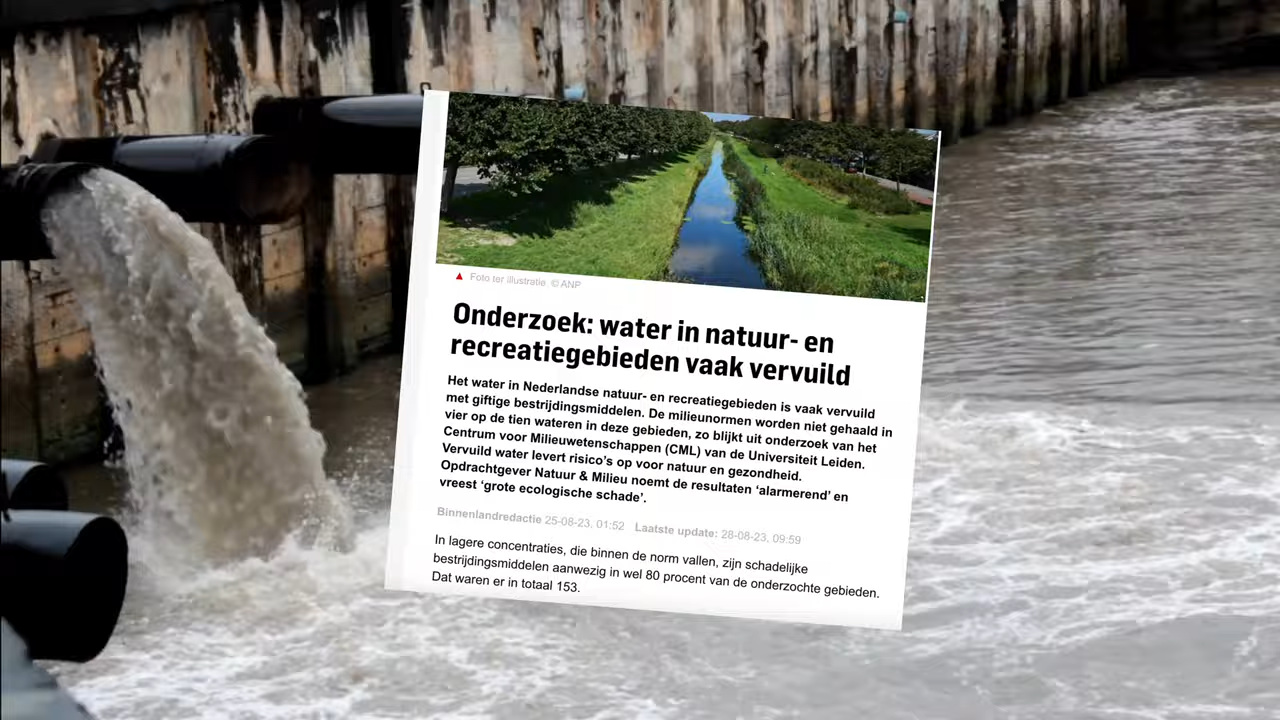 Foto ter illustratie. © ANP
Onderzoek: water in natuur- en
recreatiegebieden vaak vervuild
Het water in Nederlandse natuur- en recreatiegebieden is vaak vervuild
met giftige bestrijdingsmiddelen. De milieunormen worden niet gehaald in
vier op de tien wateren in deze gebieden, zo blijkt uit onderzoek van het
Centrum voor Milieuwetenschappen (CML) van de Universiteit Leiden.
Vervuild water levert risico’s op voor natuur en gezondheid.
Opdrachtgever Natuur & Milieu noemt de resultaten ‘alarmerend’ en
vreest ‘grote ecologische schade’.
Binnenlandredactie 25-08-23, 01:52 Laatste update: 28-08-23, 09:59
In lagere concentraties, die binnen de norm vallen, zijn schadelijke
bestrijdingsmiddelen aanwezig in wel 80 procent van de onderzochte gebieden.
Dat waren er in totaal 153.